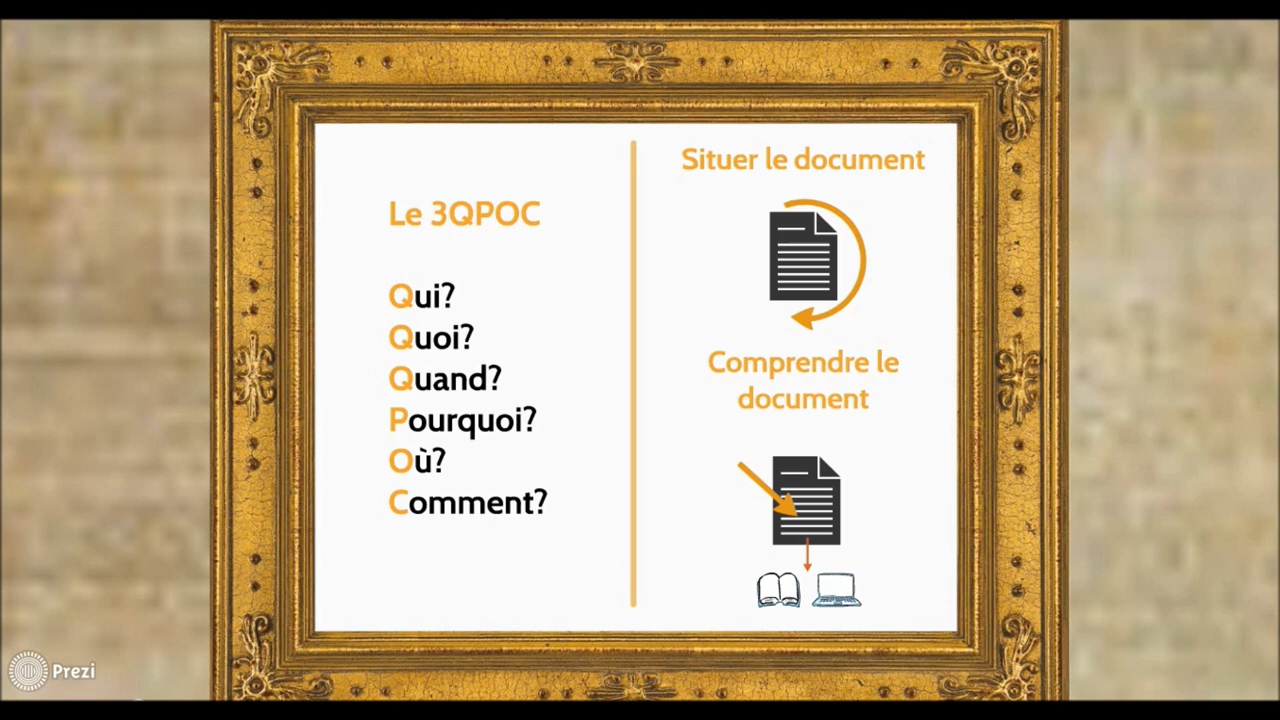 Le 3QPOC
Qui?
Quoi?
Quand?
Pourquoi?
Où?
Comment?
Situer le document
Comprendre le
document
Prezi